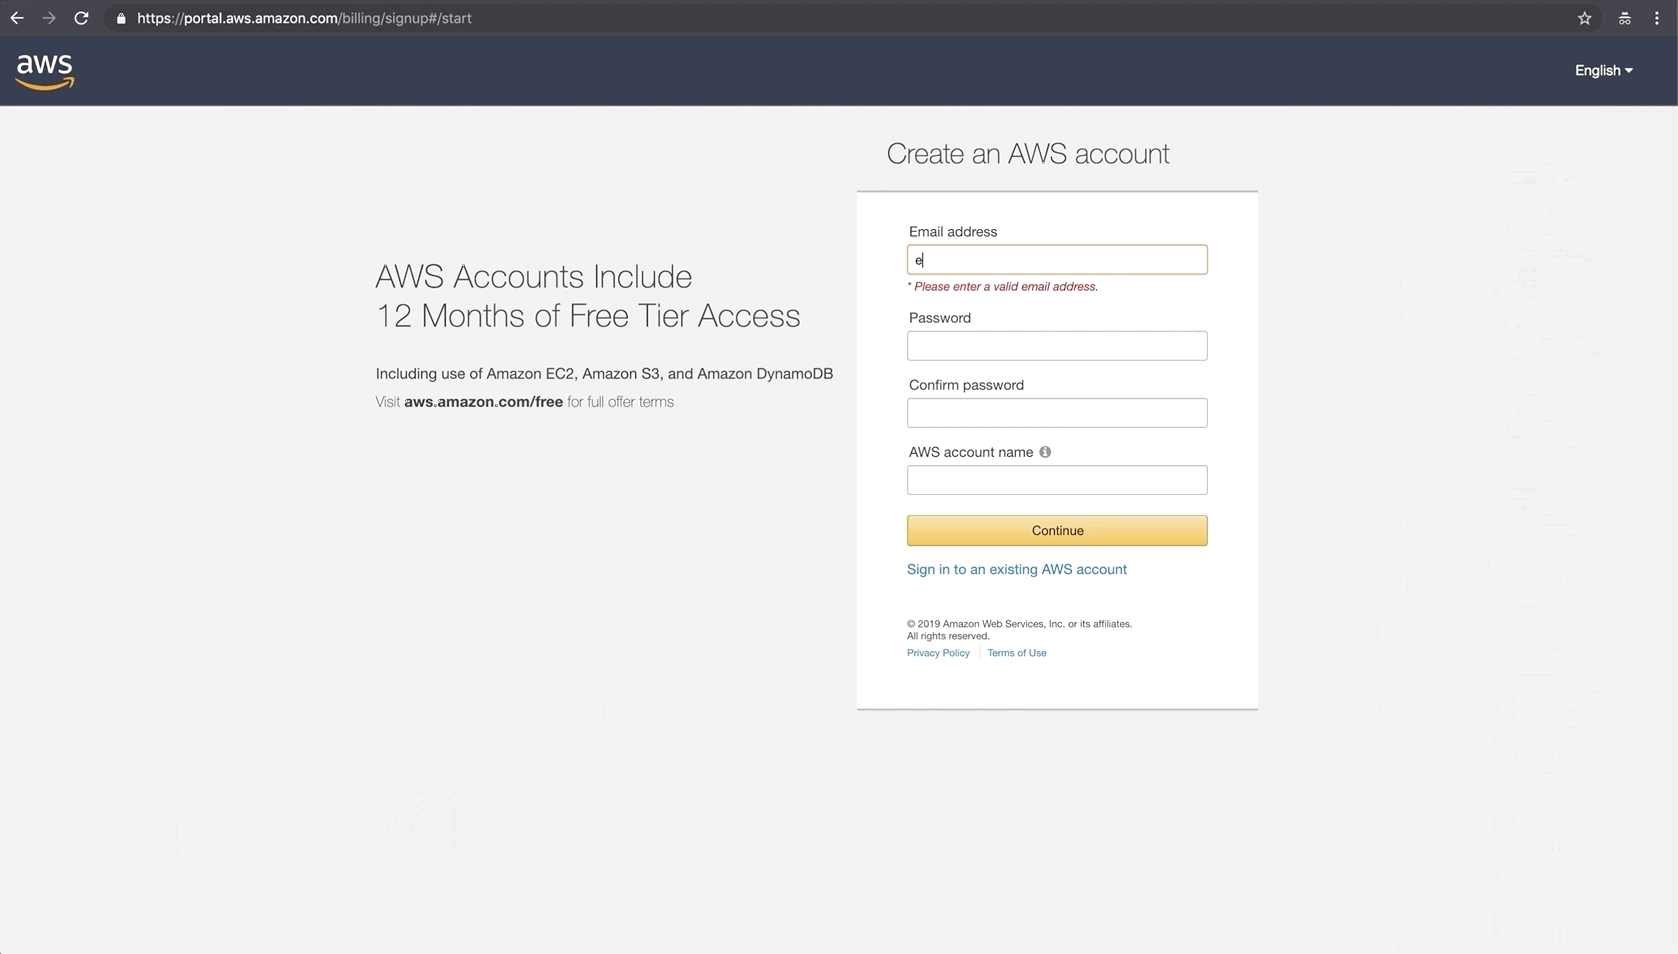 https://portal.aws.amazon.com/billing/signup#/start
aws
English
Create an AWS account
AWS Accounts Include
12 Months of Free Tier Access
Including use of Amazon EC2, Amazon S3, and Amazon DynamoDB
Visit aws.amazon.com/free for full offer terms
Email address
e
* Please enter a valid email address.
Password
Confirm password
AWS account name
Continue
Sign in to an existing AWS account
© 2019 Amazon Web Services, Inc. or its affiliates.
All rights reserved.
Privacy Policy | Terms of Use